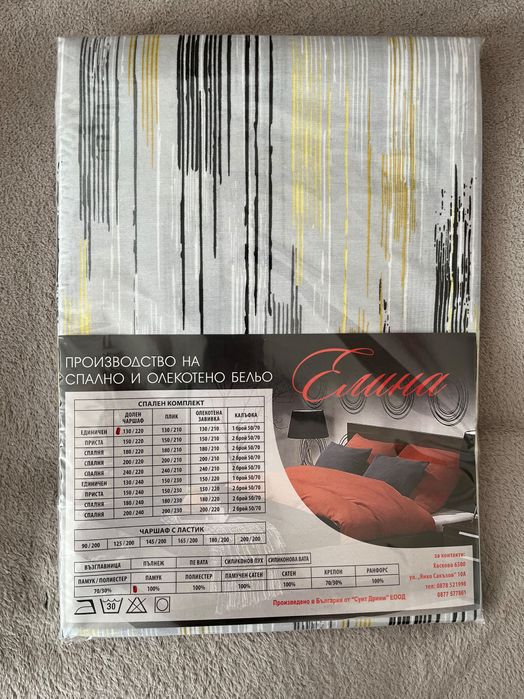 ПРОИЗВОДСТВО НА
СПАЛНО И ОЛЕКОТЕНО БЕЛЬО
Елина
СПАЛЕН КОМПЛЕКТ
ДОЛЕН ЧАРШАФ ПЛИК ОЛЕКОТЕНА ЗАВИВКА КАЛЪФКА
ЕДИНИЧЕН 130 / 220 130 / 210 130 / 210 1 брой 50/70
ПРИСТА 150 / 220 150 / 210 150 / 210 2 брой 50/70
СПАЛНЯ 180 / 220 180 / 210 180 / 210 2 брой 50/70
СПАЛНЯ 200 / 220 200 / 210 200 / 210 2 брой 50/70
СПАЛНЯ 240 / 220 240 / 210 240 / 210 2 брой 50/70
ЕДИНИЧЕН 130 / 240 130 / 230 150 / 220 1 брой 50/70
ПРИСТА 150 / 240 150 / 230 150 / 220 2 брой 50/70
СПАЛНЯ 180 / 240 180 / 230 180 / 220 2 брой 50/70
СПАЛНЯ 200 / 240 200 / 230 200 / 220 2 брой 50/70
ЧАРШАФ С ЛАСТИК
90 / 200 125 / 200 145 / 200 165 / 200 180 / 200 200 / 200
ВЪЗГЛАВНИЦА ПЪЛНЕЖ ПЕ ВАТА СИЛИКОНОВ ПУХ СИЛИКОНОВА ВАТА
ПАМУК / ПОЛИЕСТЕР ПАМУК ПОЛИЕСТЕР ПАМУЧЕН САТЕН САТЕН КРЕПОН РАНФОРС
70/30% 100% 100% 100% 100% 70/30% 100%
30
за контакти:
Хасково 6300
ул. „Янко Сакъзов" 10А
тел: 0878 521998
0877 577801
Произведено в България от "Суит Дрийм" ЕООД